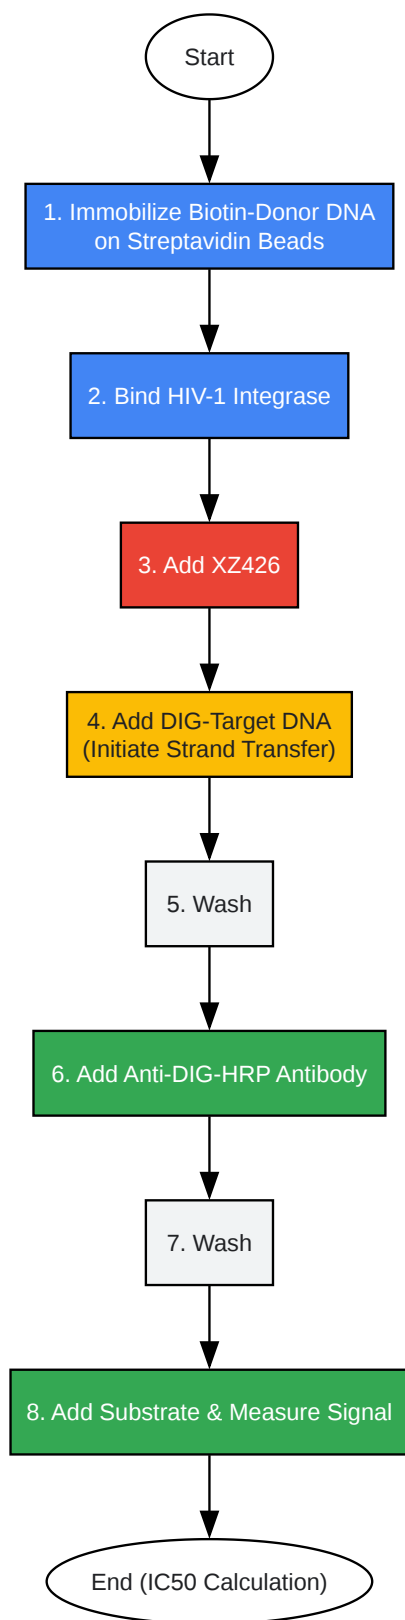 Start
1. Immobilize Biotin-Donor DNA
on Streptavidin Beads
2. Bind HIV-1 Integrase
3. Add XZ426
4. Add DIG-Target DNA
(Initiate Strand Transfer)
5. Wash
6. Add Anti-DIG-HRP Antibody
7. Wash
8. Add Substrate & Measure Signal
End (IC50 Calculation)